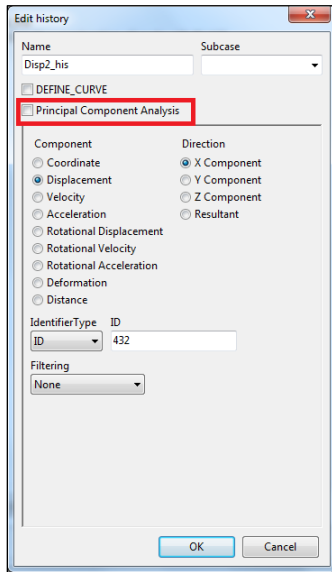 Edit history
Name Subcase
Disp2_his
DEFINE_CURVE
Principal Component Analysis
Component Direction
Coordinate X Component
Displacement Y Component
Velocity Z Component
Acceleration Resultant
Rotational Displacement
Rotational Velocity
Rotational Acceleration
Deformation
Distance
IdentifierType ID
ID 432
Filtering
None
OK Cancel